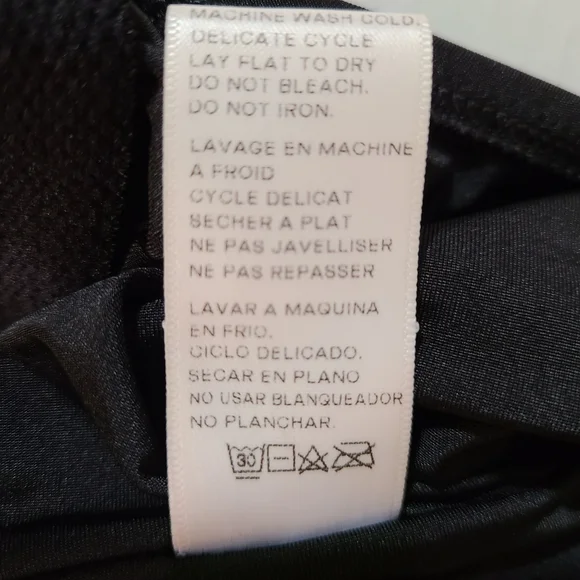 MACHINE WASH COLD.
DELICATE CYCLE
LAY FLAT TO DRY
DO NOT BLEACH.
DO NOT IRON.
LAVAGE EN MACHINE
A FROID
CYCLE DELICAT
SECHER A PLAT
NE PAS JAVELLISER
NE PAS REPASSER
LAVAR A MAQUINA
EN FRIO.
CICLO DELICADO.
SECAR EN PLANO
NO USAR BLANQUEADOR
NO PLANCHAR.
30